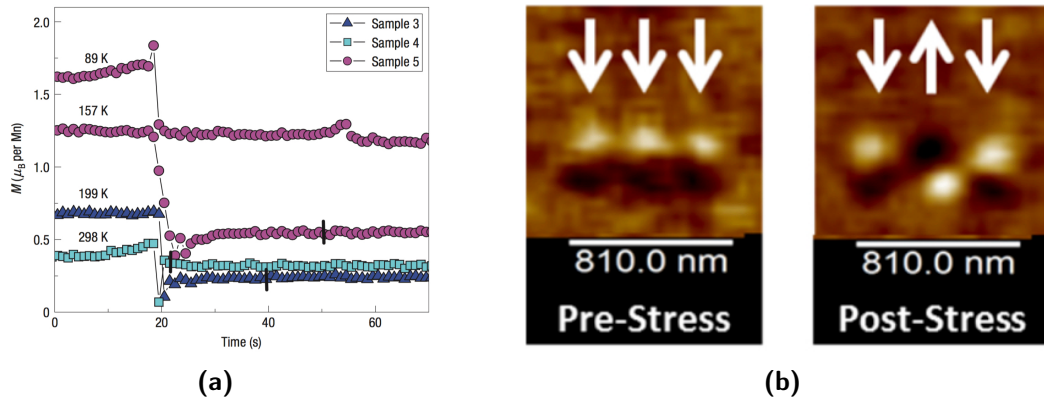 2.0
1.5
1.0
0.5
0
M (μB per Mn)
Sample 3
Sample 4
Sample 5
89 K
157 K
199 K
298 K
0
20
40
60
Time (s)
(a)
810.0 nm
Pre-Stress
810.0 nm
Post-Stress
(b)